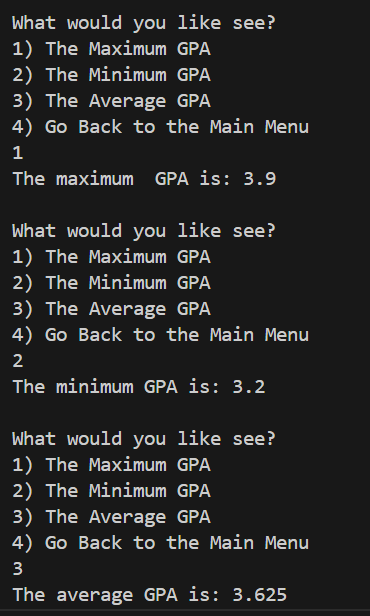 What would you like see?
1) The Maximum GPA
2) The Minimum GPA
3) The Average GPA
4) Go Back to the Main Menu
1
The maximum  GPA is: 3.9

What would you like see?
1) The Maximum GPA
2) The Minimum GPA
3) The Average GPA
4) Go Back to the Main Menu
2
The minimum GPA is: 3.2

What would you like see?
1) The Maximum GPA
2) The Minimum GPA
3) The Average GPA
4) Go Back to the Main Menu
3
The average GPA is: 3.625